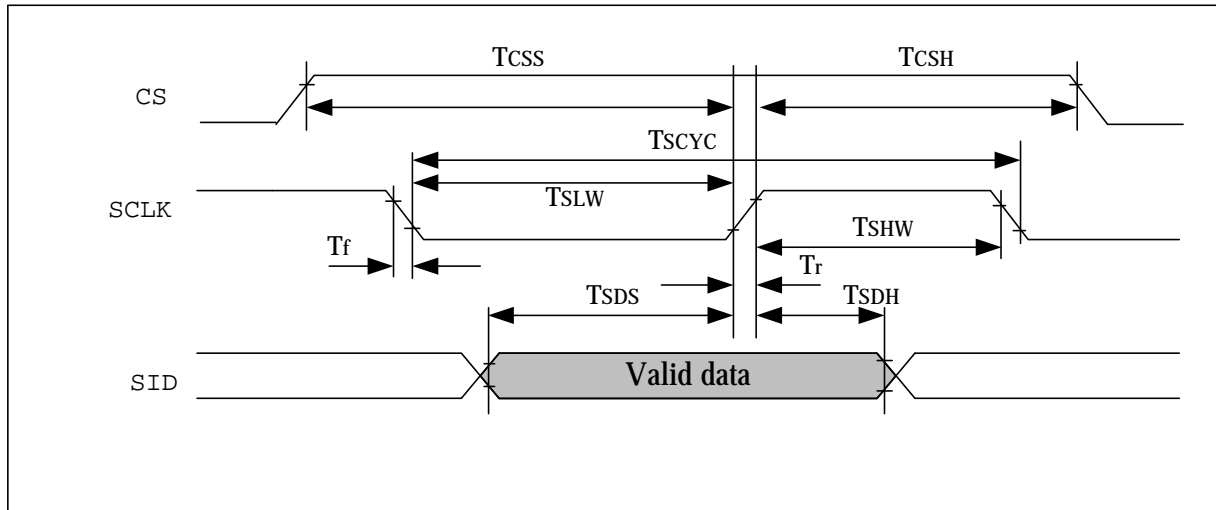 TCSS
TCSH
CS
TSCYC
TSLW
SCLK
TSHW
Tf
Tr
TSDS
TSDH
SID
Valid data